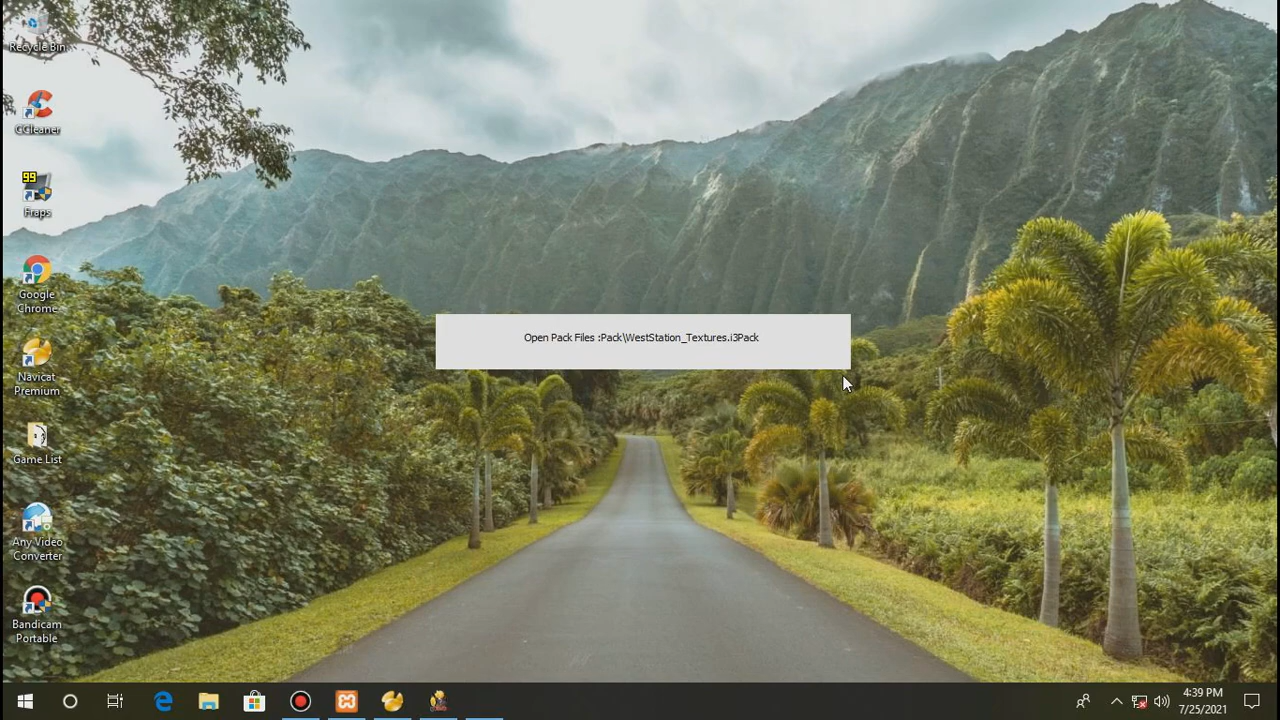 Recycle Bin
CCleaner
99
Fraps
Google
Chrome
Navicat
Premium
Game List
Any Video
Converter
Bandicam
Portable
Open Pack Files :Pack\WestStation_Textures.i3Pack
4:39 PM
7/25/2021